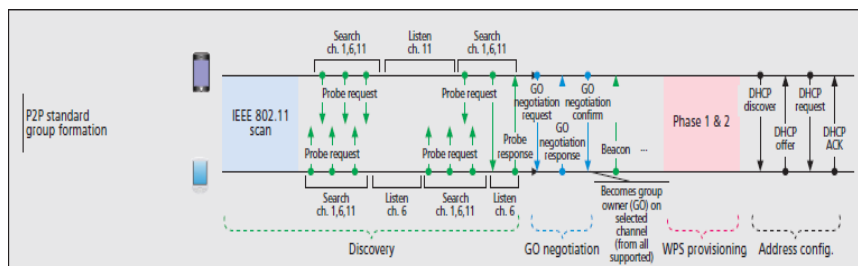 Search
ch. 1,6,11
Listen
ch. 11
Search
ch. 1,6,11
P2P standard
group formation
IEEE 802.11
scan
Probe request
Probe request
Probe request
Probe request
Probe
response
GO
negotiation
request
GO
negotiation
confirm
GO
negotiation
response
Beacon ...
Phase 1 & 2
DHCP
discover
DHCP
request
DHCP
offer
DHCP
ACK
Search
ch. 1,6,11
Listen
ch. 6
Search
ch. 1,6,11
Listen
ch. 6
Becomes group
owner (GO) on
selected
channel
(from all
supported)
Discovery
GO negotiation
WPS provisioning
Address config.